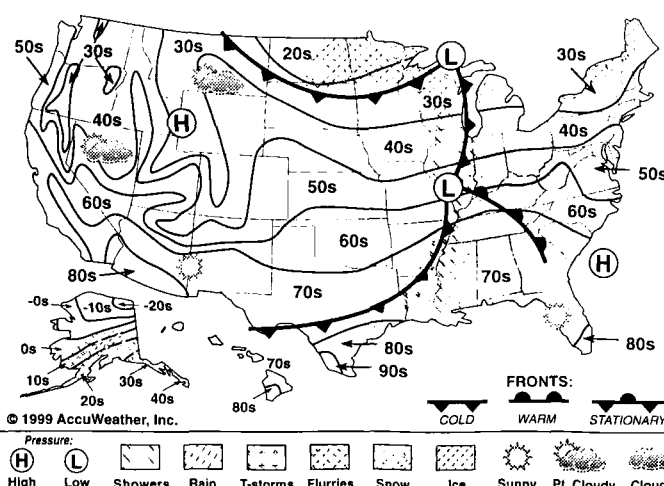 50s
30s
30s
20s
30s
40s
H
L
30s
40s
40s
50s
50s
L
60s
60s
60s
H
80s
70s
70s
80s
80s
90s
-0s
-10s
-20s
0s
10s
20s
30s
40s
70s
80s
FRONTS:
COLD WARM STATIONARY
© 1999 AccuWeather, Inc.
Pressure:
H L
High Low Showers Rain T-storms Flurries Snow Ice Sunny Pt. Cloudy